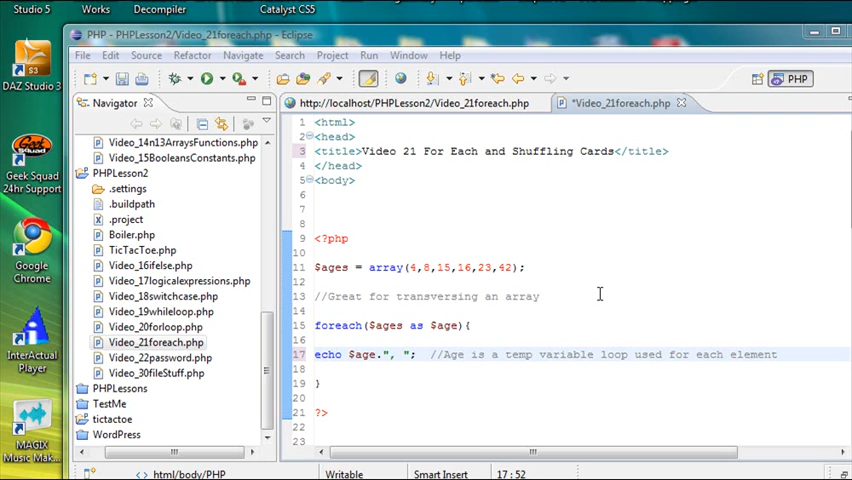 Studio 5
Works
Decompiler
Catalyst CS5
PHP - PHPLesson2/Video_21foreach.php - Eclipse
File Edit Source Refactor Navigate Search Project Run Window Help
PHP
Navigator
http://localhost/PHPLesson2/Video_21foreach.php
*Video_21foreach.php
Video_14n13ArraysFunctions.php
Video_15BooleansConstants.php
PHPLesson2
.settings
.buildpath
.project
Boiler.php
TicTacToe.php
Video_16ifelse.php
Video_17logicalexpressions.php
Video_18switchcase.php
Video_19whileloop.php
Video_20forloop.php
Video_21foreach.php
Video_22password.php
Video_30fileStuff.php
PHPLessons
TestMe
tictactoe
WordPress
DAZ Studio 3
Geek Squad
24hr Support
Google
Chrome
InterActual
Player
MAGIX
Music Mak...
1 <html>
2 <head>
3 <title>Video 21 For Each and Shuffling Cards</title>
4 </head>
5 <body>
6
7
8
9 <?php
10
11 $ages = array(4,8,15,16,23,42);
12
13 //Great for transversing an array
14
15 foreach($ages as $age){
16
17 echo $age.", "; //Age is a temp variable loop used for each element
18
19 }
20
21 ?>
22
23
html/body/PHP
Writable
Smart Insert
17 : 52